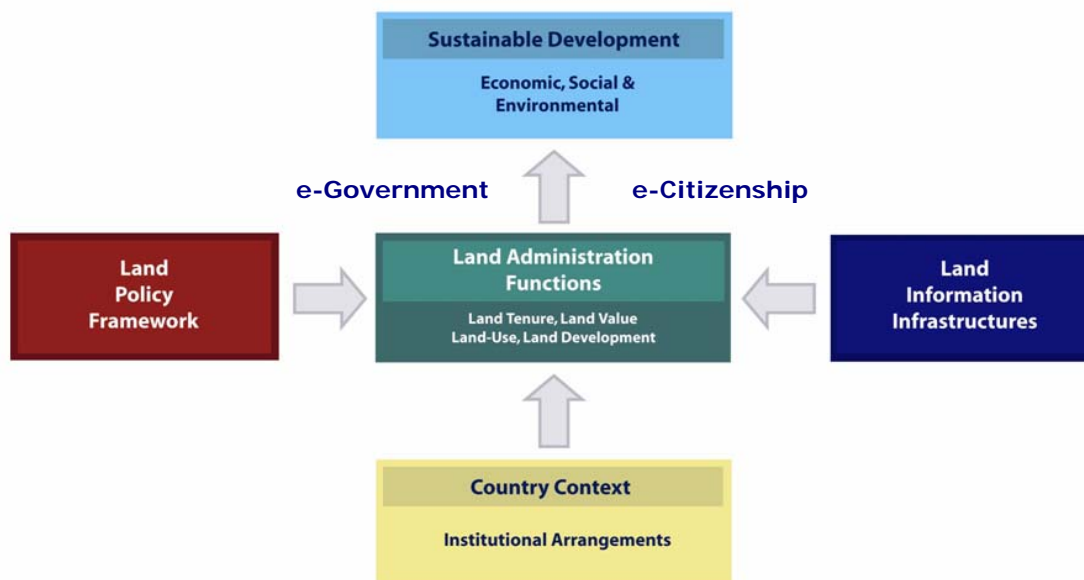 Sustainable Development
Economic, Social &
Environmental
e-Government
e-Citizenship
Land
Policy
Framework
Land Administration
Functions
Land Tenure, Land Value
Land-Use, Land Development
Land
Information
Infrastructures
Country Context
Institutional Arrangements